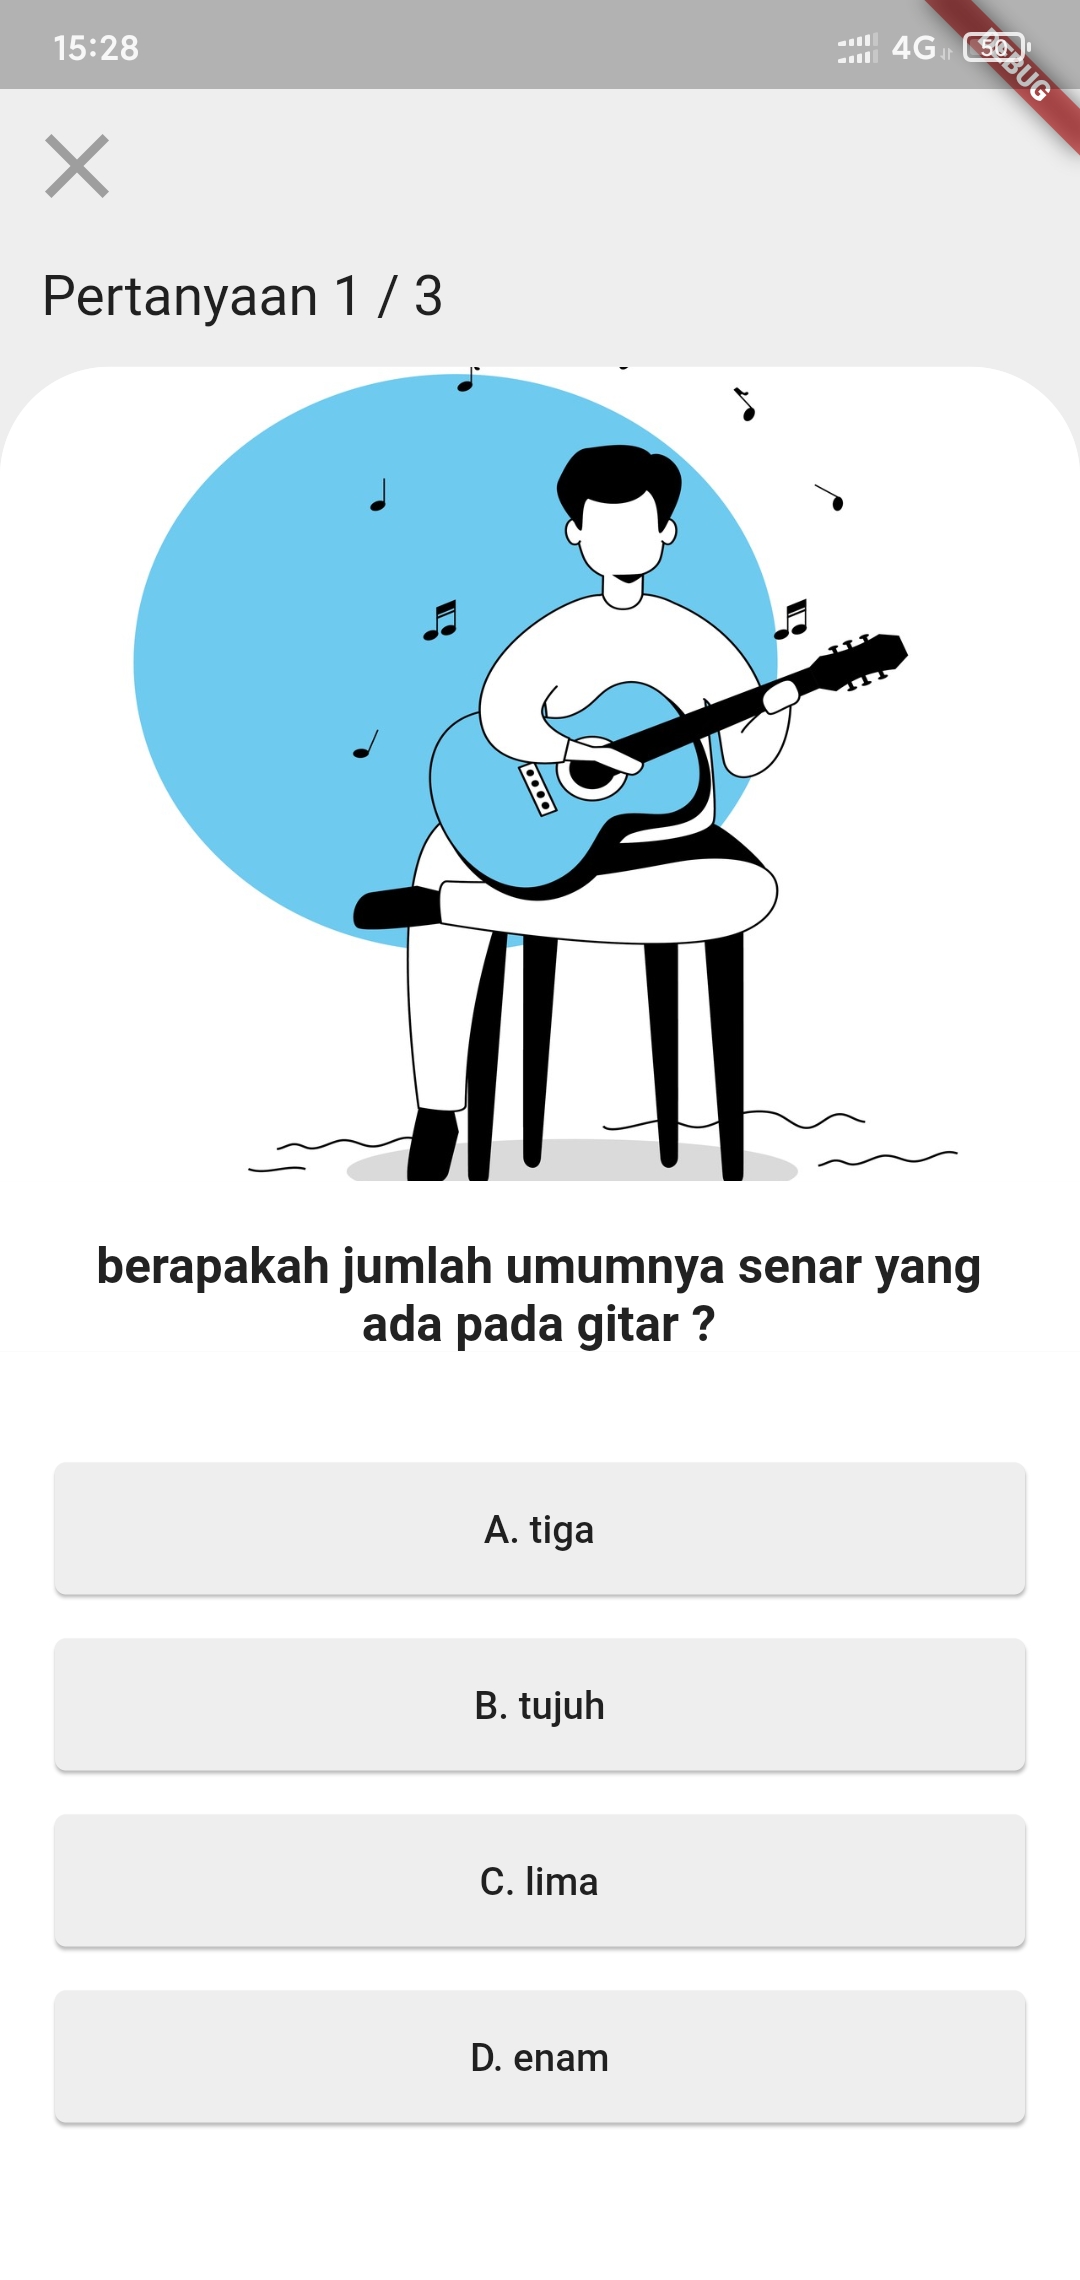 15:28
4G
50
DEBUG
Pertanyaan 1 / 3
berapakah jumlah umumnya senar yang
ada pada gitar ?
A. tiga
B. tujuh
C. lima
D. enam